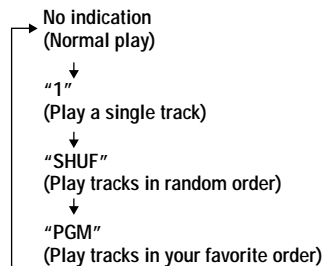 No indication
(Normal play)
“1”
(Play a single track)
“SHUF”
(Play tracks in random order)
“PGM”
(Play tracks in your favorite order)